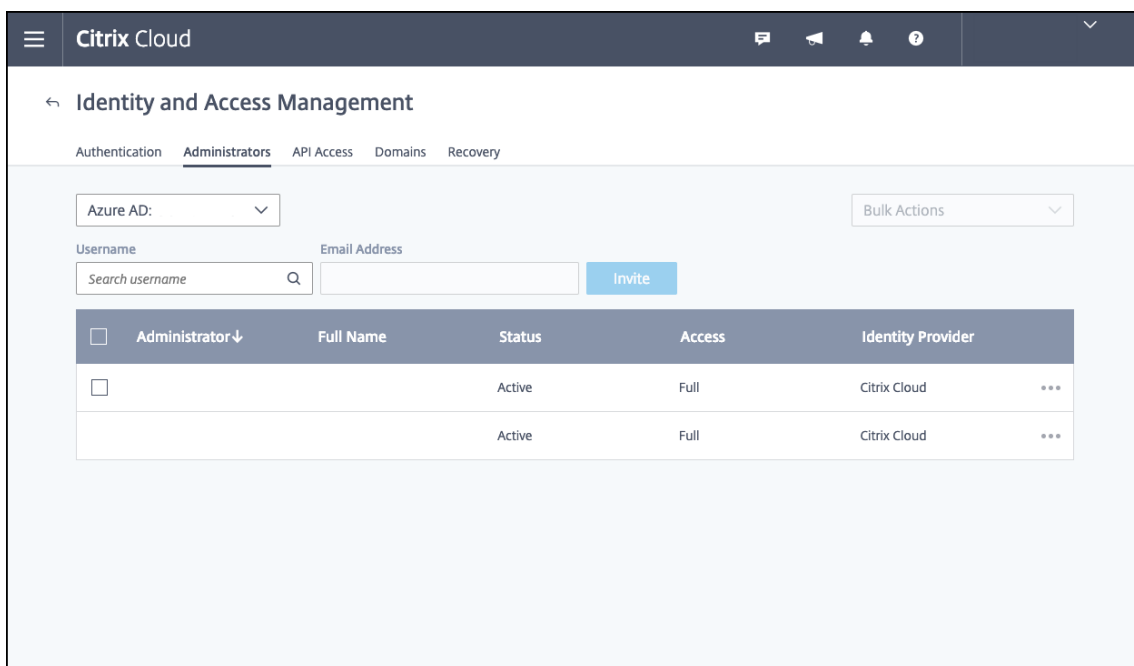 Citrix Cloud
Identity and Access Management
Authentication Administrators API Access Domains Recovery
Azure AD: Bulk Actions
Username Email Address
Search username Invite
Administrator↓ Full Name Status Access Identity Provider
Active Full Citrix Cloud
Active Full Citrix Cloud